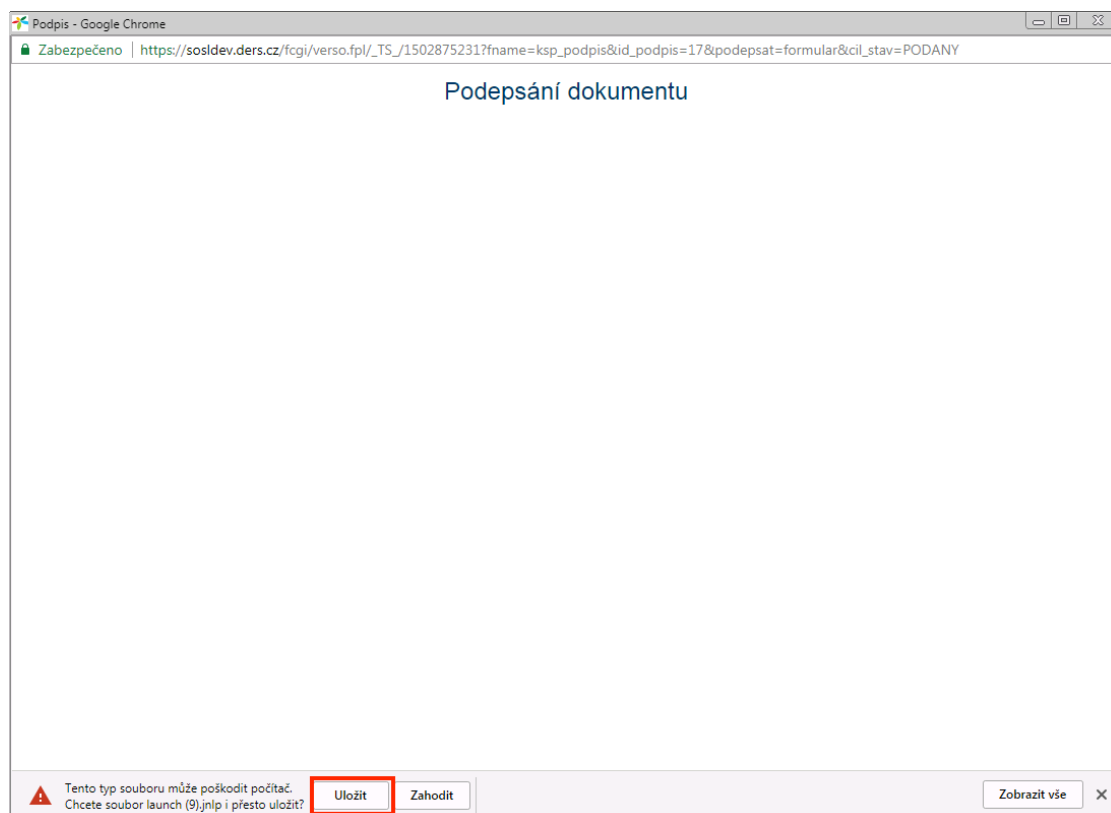 Podpis - Google Chrome
Zabezpečeno | https://sosldev.ders.cz/fcgi/verso.fpl/_TS_/1502875231?fname=ksp_podpis&id_podpis=17&podepsat=formular&cil_stav=PODANY
Podepsání dokumentu
Tento typ souboru může poškodit počítač.
Chcete soubor launch (9).jnlp i přesto uložit?
Uložit
Zahodit
Zobrazit vše